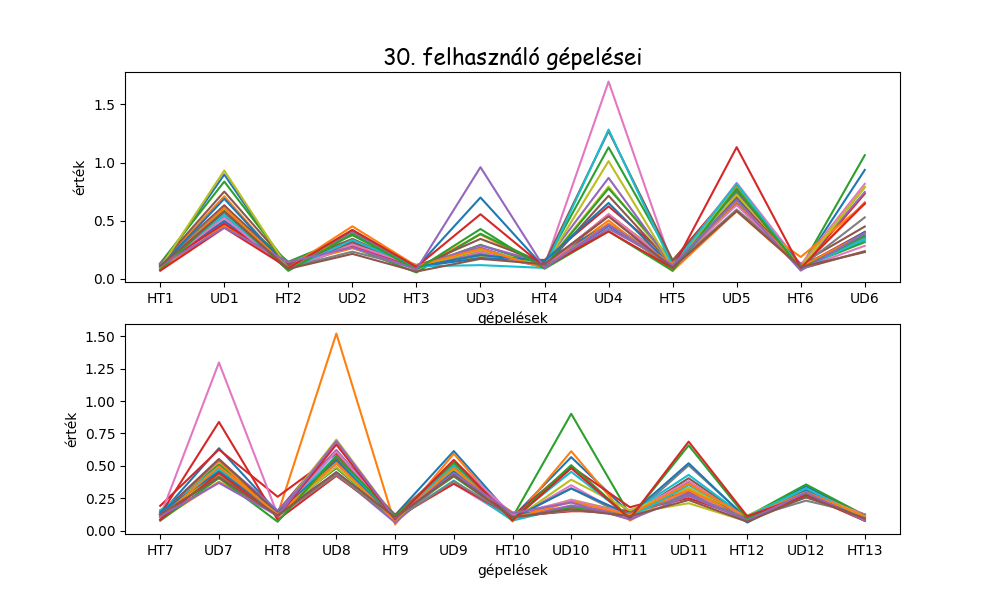 30. felhasználó gépelései
érték
1.5
1.0
0.5
0.0
HT1 UD1 HT2 UD2 HT3 UD3 HT4 UD4 HT5 UD5 HT6 UD6
gépelések
érték
1.50
1.25
1.00
0.75
0.50
0.25
0.00
HT7 UD7 HT8 UD8 HT9 UD9 HT10 UD10 HT11 UD11 HT12 UD12 HT13
gépelések